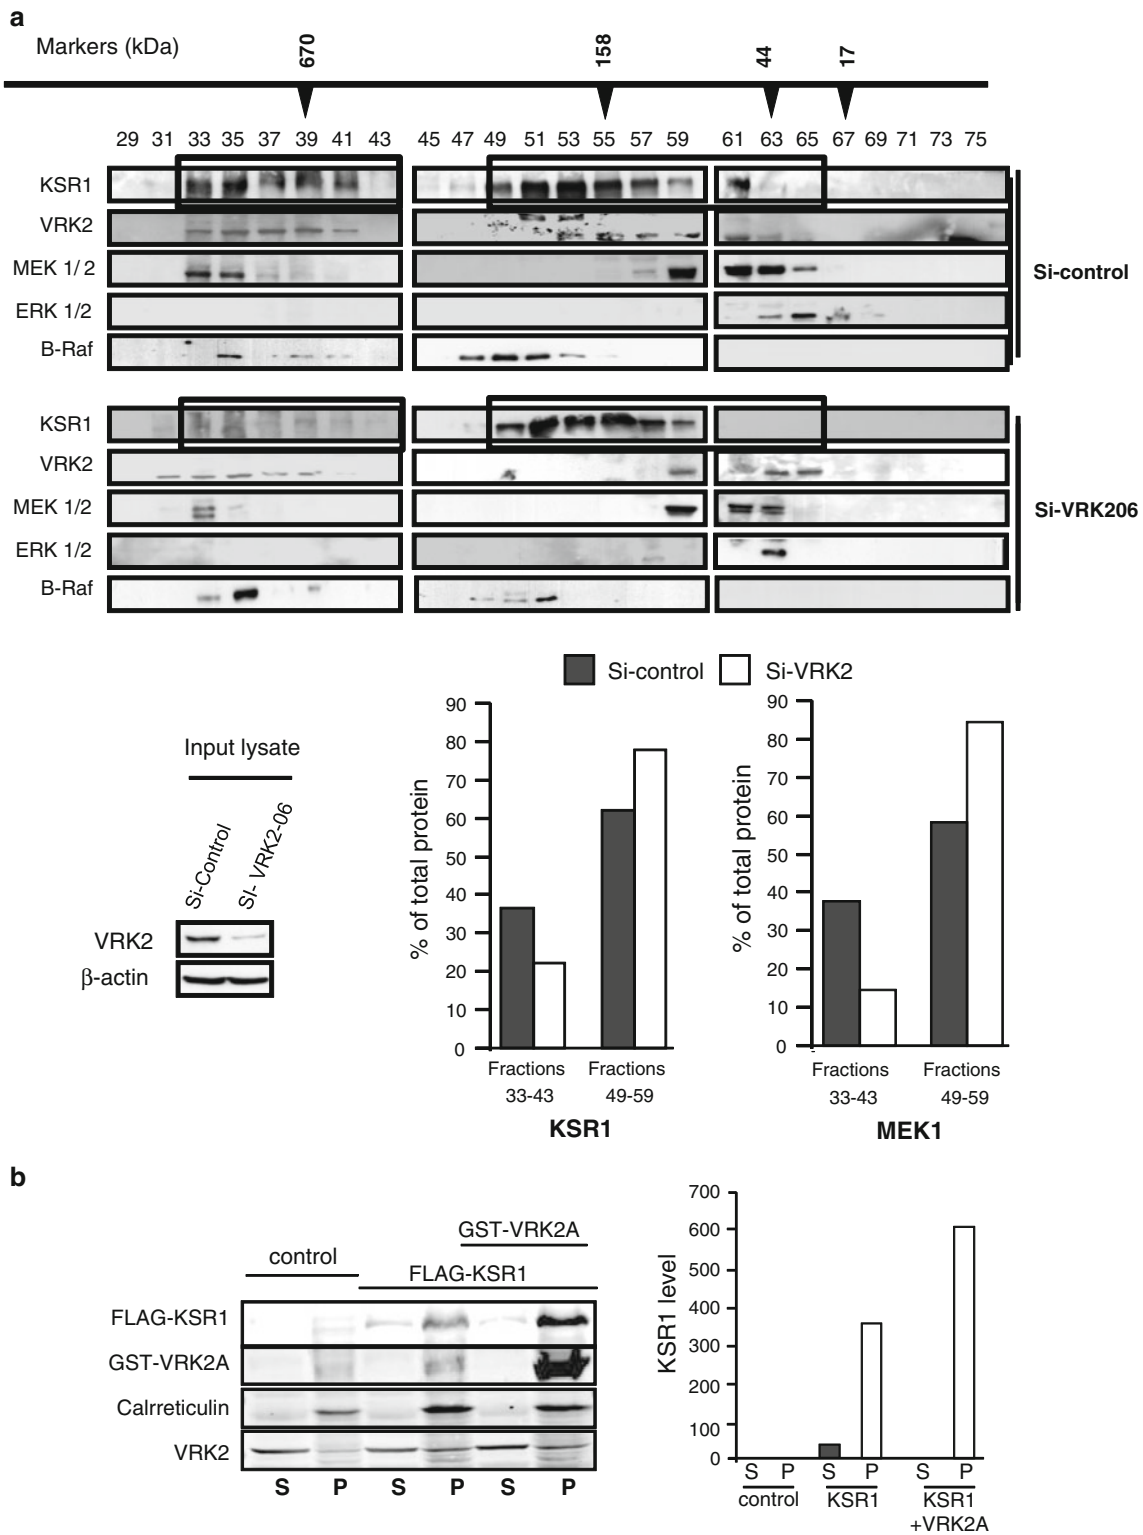 a
Markers (kDa)
670
158
44
17
29 31 33 35 37 39 41 43 45 47 49 51 53 55 57 59 61 63 65 67 69 71 73 75
KSR1
VRK2
MEK 1/2
ERK 1/2
B-Raf
Si-control
KSR1
VRK2
MEK 1/2
ERK 1/2
B-Raf
Si-VRK206
Input lysate
Si-Control
SI- VRK2-06
VRK2
β-actin
Si-control
Si-VRK2
% of total protein
90
80
70
60
50
40
30
20
10
0
Fractions 33-43
Fractions 49-59
KSR1
% of total protein
90
80
70
60
50
40
30
20
10
0
Fractions 33-43
Fractions 49-59
MEK1
b
GST-VRK2A
control
FLAG-KSR1
FLAG-KSR1
GST-VRK2A
Calrreticulin
VRK2
S P S P S P
KSR1 level
700
600
500
400
300
200
100
0
S P S P S P
control
KSR1
KSR1
+VRK2A